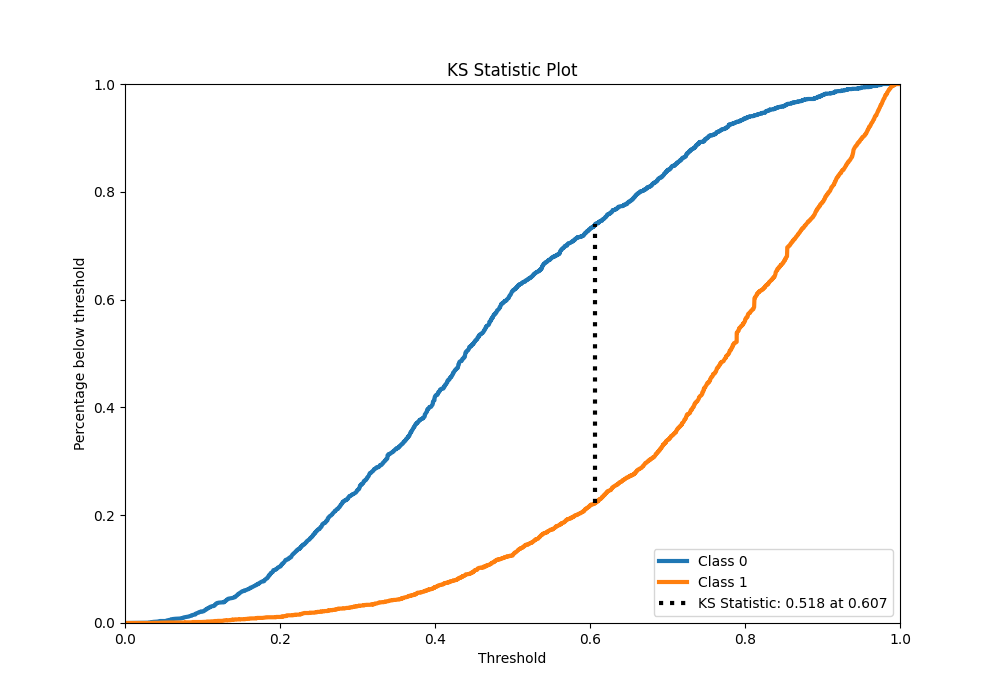 KS Statistic Plot
1.0
0.8
0.6
0.4
0.2
0.0
Percentage below threshold
0.0 0.2 0.4 0.6 0.8 1.0
Threshold
Class 0
Class 1
KS Statistic: 0.518 at 0.607